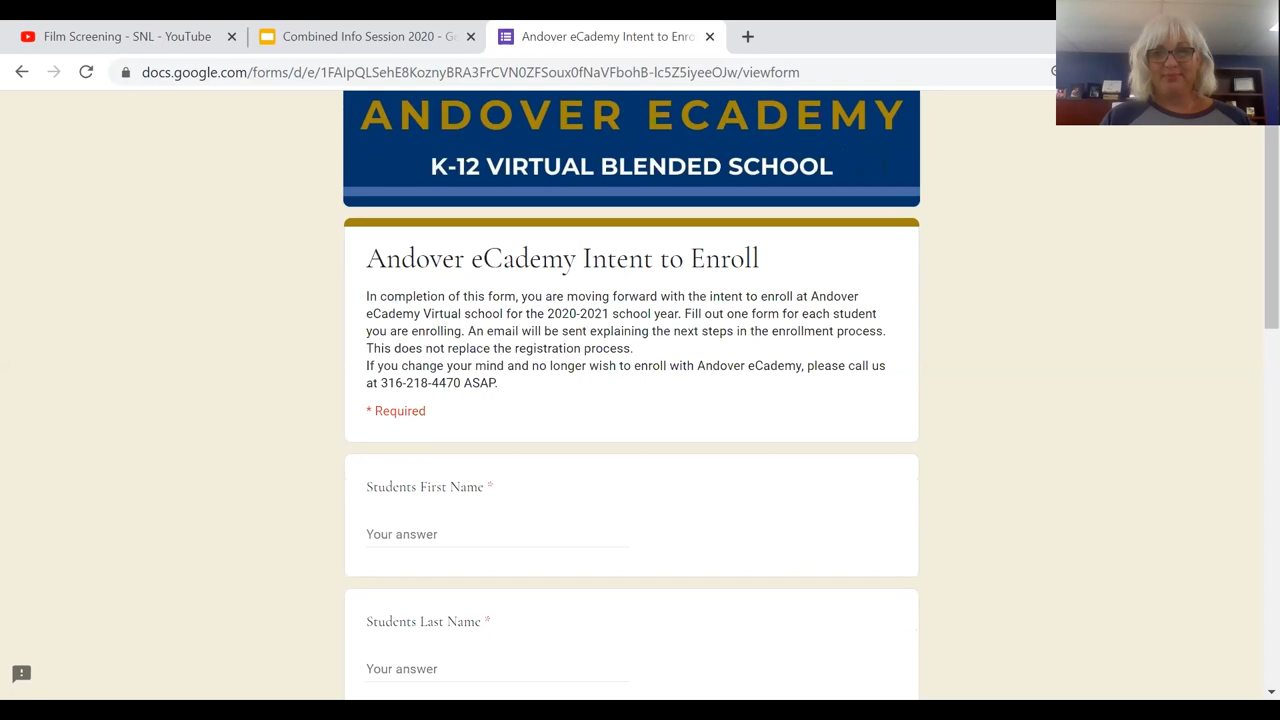 Film Screening - SNL - YouTube
Combined Info Session 2020 - Go
Andover eCademy Intent to Enro
docs.google.com/forms/d/e/1FAIpQLSehE8KoznyBRA3FrCVN0ZFSoux0fNaVFbohB-lc5Z5iyeeOJw/viewform
ANDOVER ECADEMY
K-12 VIRTUAL BLENDED SCHOOL
Andover eCademy Intent to Enroll
In completion of this form, you are moving forward with the intent to enroll at Andover
eCademy Virtual school for the 2020-2021 school year. Fill out one form for each student
you are enrolling. An email will be sent explaining the next steps in the enrollment process.
This does not replace the registration process.
If you change your mind and no longer wish to enroll with Andover eCademy, please call us
at 316-218-4470 ASAP.
* Required
Students First Name *
Your answer
Students Last Name *
Your answer